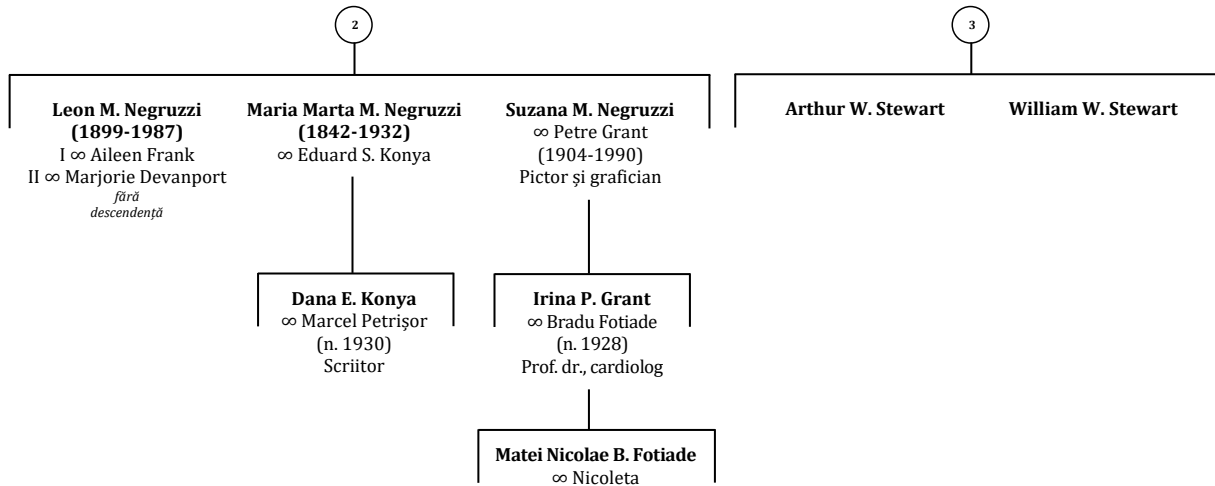 2
3
Leon M. Negruzzi
(1899-1987)
I ∞ Aileen Frank
II ∞ Marjorie Devanport
fără
descendență
Maria Marta M. Negruzzi
(1842-1932)
∞ Eduard S. Konya
Suzana M. Negruzzi
∞ Petre Grant
(1904-1990)
Pictor și grafician
Arthur W. Stewart
William W. Stewart
Dana E. Konya
∞ Marcel Petrișor
(n. 1930)
Scriitor
Irina P. Grant
∞ Bradu Fotiade
(n. 1928)
Prof. dr., cardiolog
Matei Nicolae B. Fotiade
∞ Nicoleta